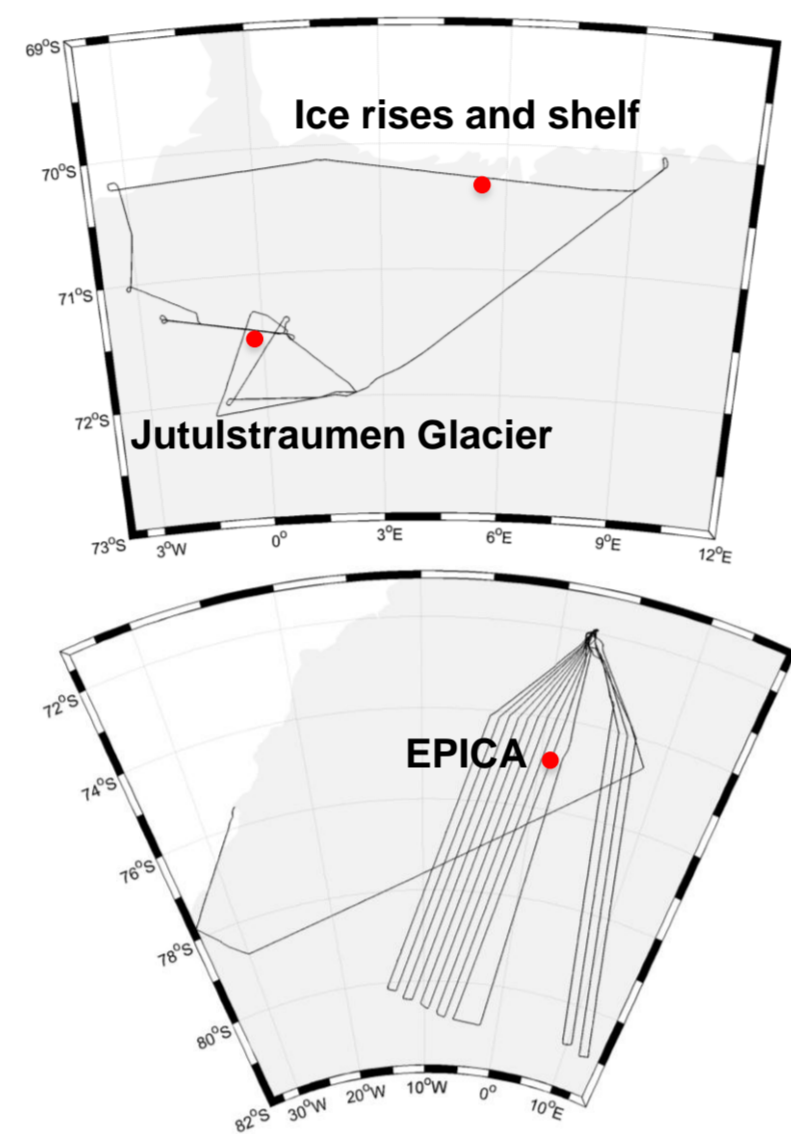 69°S
Ice rises and shelf
70°S
71°S
72°S
Jutulstraumen Glacier
73°S 3°W 0° 3°E 6°E 9°E 12°E
72°S
EPICA
74°S
76°S
78°S
80°S
82°S 30°W 20°W 10°W 0° 10°E